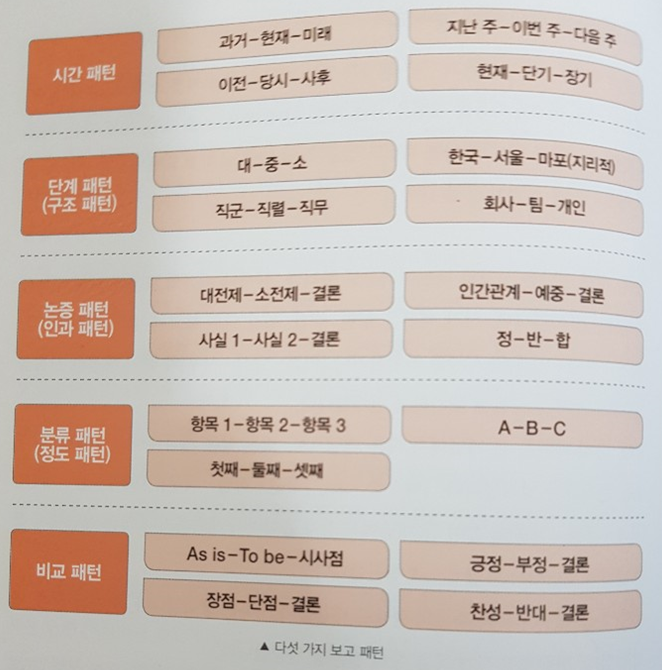 시간 패턴
과거-현재-미래
지난 주-이번 주-다음 주
이전-당시-사후
현재-단기-장기
단계 패턴
(구조 패턴)
대-중-소
한국-서울-마포(지리적)
직군-직렬-직무
회사-팀-개인
논증 패턴
(인과 패턴)
대전제-소전제-결론
인간관계-예중-결론
사실 1-사실 2-결론
정-반-합
분류 패턴
(정도 패턴)
항목 1-항목 2-항목 3
A-B-C
첫째-둘째-셋째
비교 패턴
As is-To be-시사점
긍정-부정-결론
장점-단점-결론
찬성-반대-결론
▲ 다섯 가지 보고 패턴